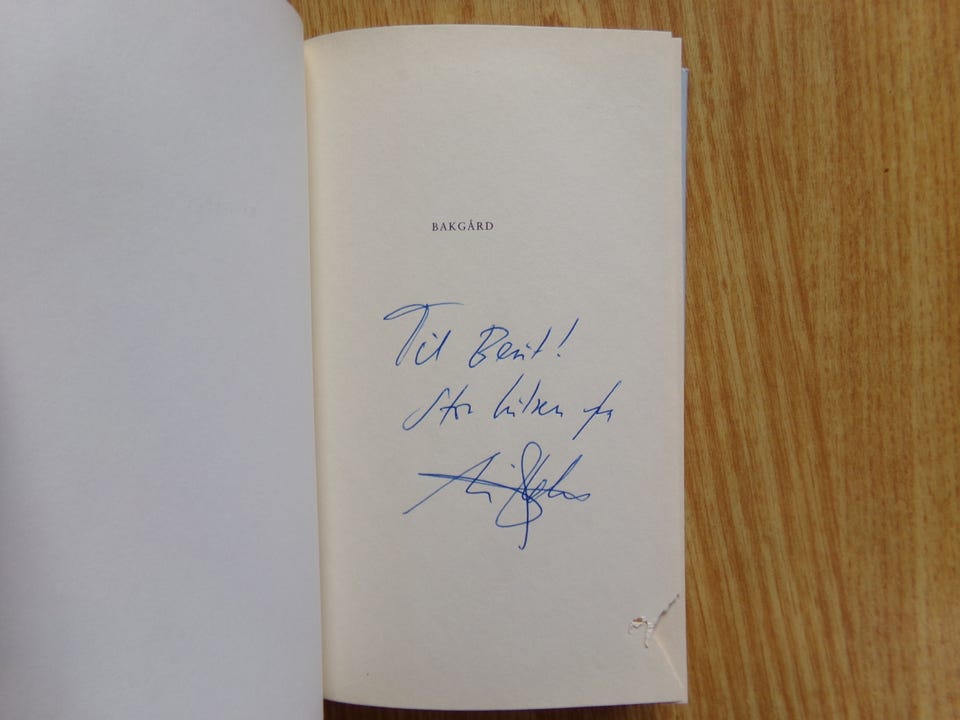 BAKGÅRD
Til Berit!
Stor hilsen fra